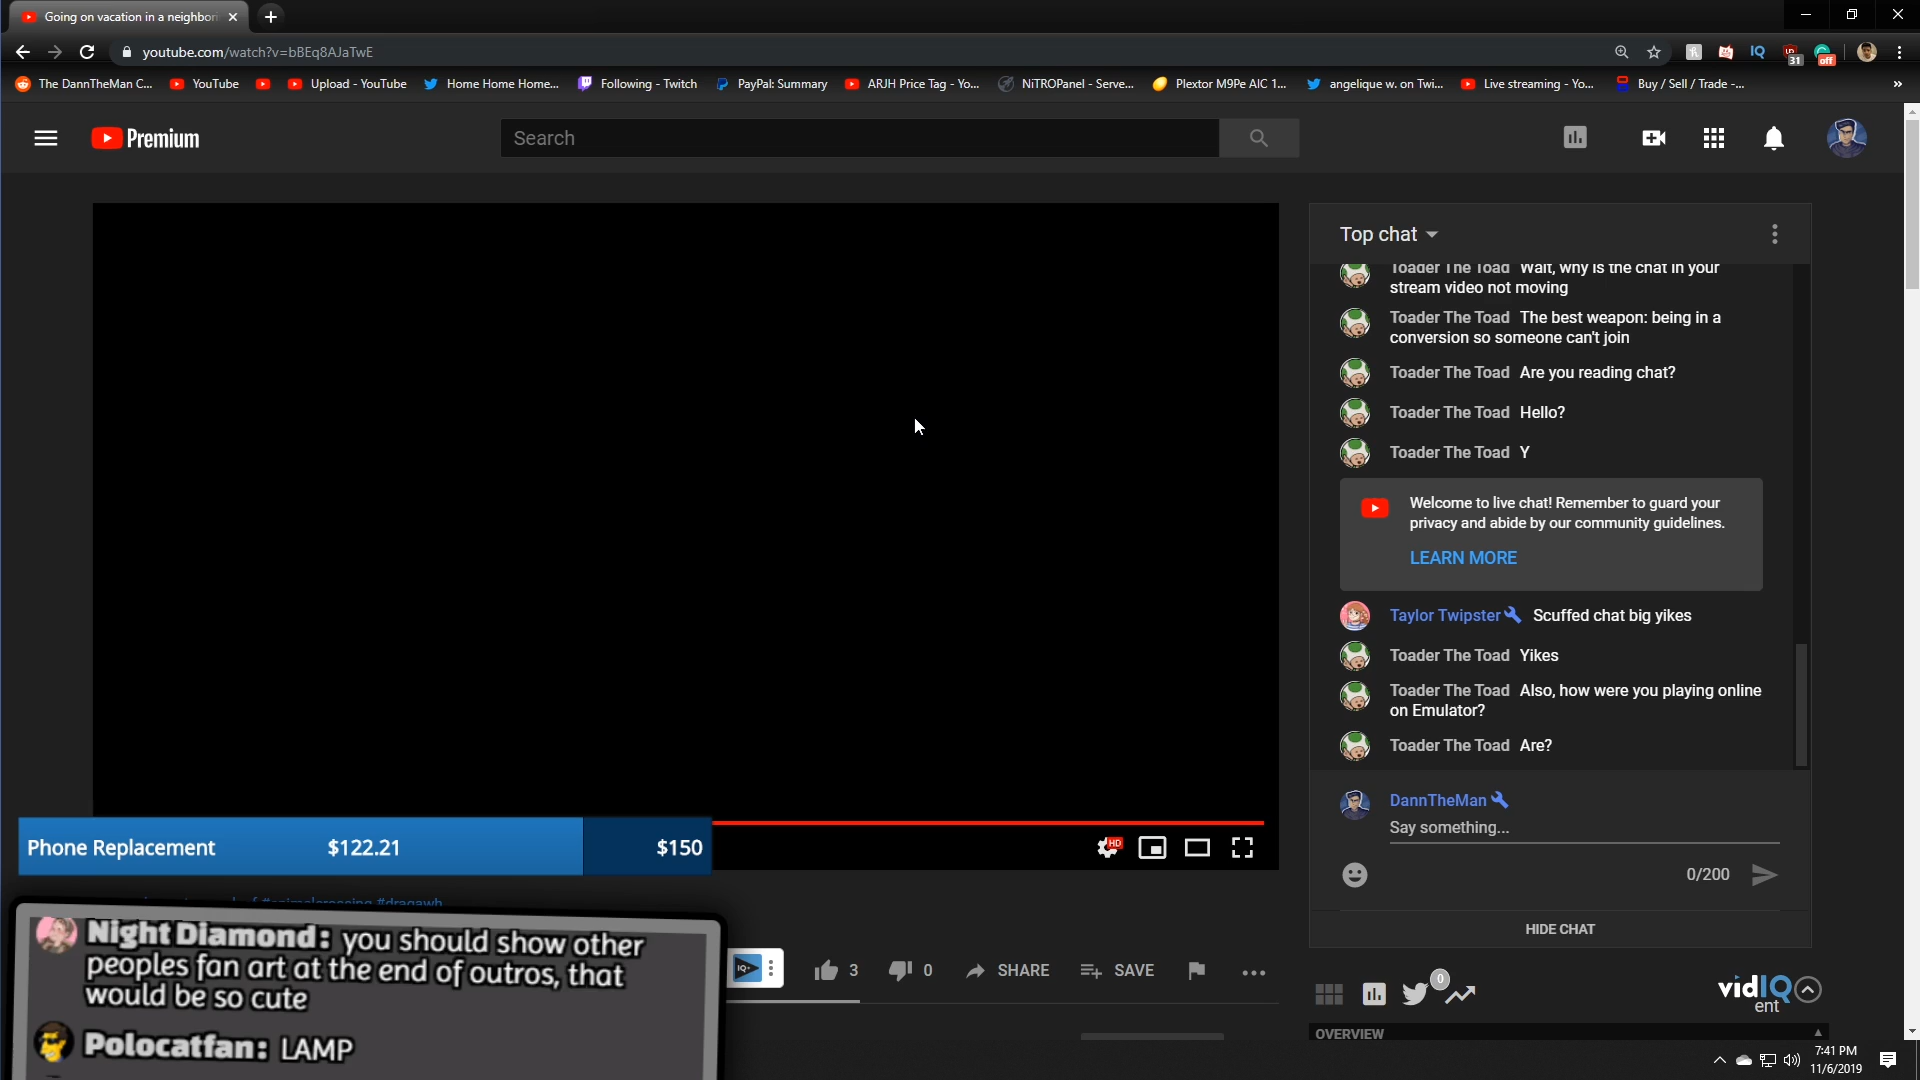 Going on vacation in a neighbor
youtube.com/watch?v=bBEq8AJaTwE
IQ
31
off
The DannTheMan C...
YouTube
Upload - YouTube
Home Home Home...
Following - Twitch
PayPal: Summary
ARJH Price Tag - Yo...
NiTROPanel - Serve...
Plextor M9Pe AIC 1...
angelique w. on Twi...
Live streaming - Yo...
Buy / Sell / Trade -...
»
Premium
Search
Top chat
Toader The Toad Wait, why is the chat in your
stream video not moving
Toader The Toad The best weapon: being in a
conversion so someone can't join
Toader The Toad Are you reading chat?
Toader The Toad Hello?
Toader The Toad Y
Welcome to live chat! Remember to guard your
privacy and abide by our community guidelines.
LEARN MORE
Taylor Twipster Scuffed chat big yikes
Toader The Toad Yikes
Toader The Toad Also, how were you playing online
on Emulator?
Toader The Toad Are?
DannTheMan
Say something...
0/200
HIDE CHAT
Phone Replacement $122.21 $150
HD
#animalcrossing #dragawh
Night Diamond: you should show other
peoples fan art at the end of outros, that
would be so cute
Polocatfan: LAMP
IQ+
3
0
SHARE
SAVE
0
vidIQ
ent
OVERVIEW
7:41 PM
11/6/2019